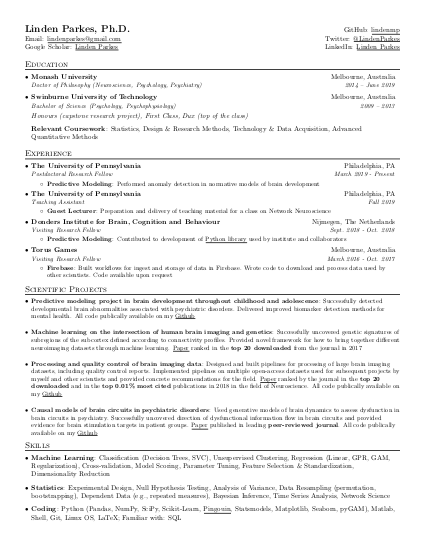 Linden Parkes, Ph.D.
GitHub: lindenmp
Email: lindenparkes@gmail.com
Twitter: @LindenParkes
Google Scholar: Linden Parkes
LinkedIn: Linden Parkes
Education
• Monash University Melbourne, Australia
Doctor of Philosophy (Neuroscience, Psychology, Psychiatry) 2014 – June 2019
• Swinburne University of Technology Melbourne, Australia
Bachelor of Science (Psychology, Psychophysiology) 2009 – 2013
Honours (capstone research project), First Class, Dux (top of the class)
Relevant Coursework: Statistics, Design & Research Methods, Technology & Data Acquisition, Advanced
Quantitative Methods
Experience
• The University of Pennsylvania Philadelphia, PA
Postdoctoral Research Fellow March 2019 - Present
○ Predictive Modeling: Performed anomaly detection in normative models of brain development
• The University of Pennsylvania Philadelphia, PA
Teaching Assistant Fall 2019
○ Guest Lecturer: Preparation and delivery of teaching material for a class on Network Neuroscience
• Donders Institute for Brain, Cognition and Behaviour Nijmegen, The Netherlands
Visiting Research Fellow Sept. 2018 - Oct. 2018
○ Predictive Modeling: Contributed to development of Python library used by institute and collaborators
• Torus Games Melbourne, Australia
Visiting Research Fellow March 2016 - Oct. 2017
○ Firebase: Built workflows for ingest and storage of data in Firebase. Wrote code to download and process data used by
other scientists. Code available upon request
Scientific Projects
• Predictive modeling project in brain development throughout childhood and adolescence: Successfully detected
developmental brain abnormalities associated with psychiatric disorders. Delivered improved biomarker detection methods for
mental health. All code publically available on my Github
• Machine learning on the intersection of human brain imaging and genetics: Successfully uncovered genetic signatures of
subregions of the subcortex defined according to connectivity profiles. Provided novel framework for how to bring together different
neuroimaging datasets through machine learning. Paper ranked in the top 20 downloaded from the journal in 2017
• Processing and quality control of brain imaging data: Designed and built pipelines for processing of large brain imaging
datasets, including quality control reports. Implemented pipelines on multiple open-access datasets used for subsequent projects by
myself and other scientists and provided concrete recommendations for the field. Paper ranked by the journal in the top 20
downloaded and in the top 0.01% most cited publications in 2018 in the field of Neuroscience. All code publically available on
my Github
• Causal models of brain circuits in psychiatric disorders: Used generative models of brain dynamics to assess dysfunction in
brain circuits in psychiatry. Successfully uncovered direction of dysfunctional information flow in brain circuits and provided
evidence for brain stimulation targets in patient groups. Paper published in leading peer-reviewed journal. All code publically
available on my Github
Skills
• Machine Learning: Classification (Decision Trees, SVC), Unsupervised Clustering, Regression (Linear, GPR, GAM,
Regularization), Cross-validation, Model Scoring, Parameter Tuning, Feature Selection & Standardization,
Dimensionality Reduction
• Statistics: Experimental Design, Null Hypothesis Testing, Analysis of Variance, Data Resampling (permutation,
bootstrapping), Dependent Data (e.g., repeated measures), Bayesian Inference, Time Series Analysis, Network Science
• Coding: Python (Pandas, NumPy, SciPy, Scikit-Learn, Pingouin, Statsmodels, Matplotlib, Seaborn, pyGAM), Matlab,
Shell, Git, Linux OS, LaTeX; Familiar with: SQL